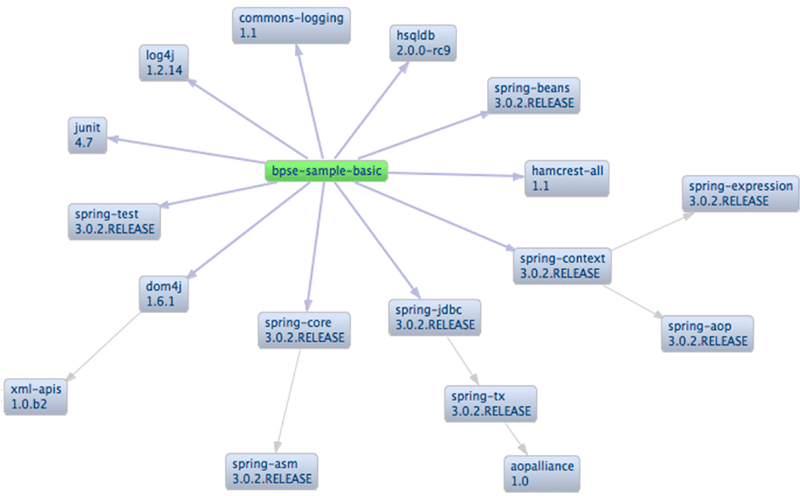 commons-logging
1.1
hsqldb
2.0.0-rc9
log4j
1.2.14
spring-beans
3.0.2.RELEASE
junit
4.7
bpse-sample-basic
hamcrest-all
1.1
spring-expression
3.0.2.RELEASE
spring-test
3.0.2.RELEASE
spring-context
3.0.2.RELEASE
dom4j
1.6.1
spring-jdbc
3.0.2.RELEASE
spring-core
3.0.2.RELEASE
spring-aop
3.0.2.RELEASE
xml-apis
1.0.b2
spring-tx
3.0.2.RELEASE
spring-asm
3.0.2.RELEASE
aopalliance
1.0